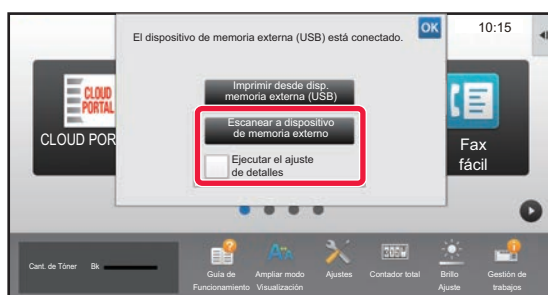 El dispositivo de memoria externa (USB) está conectado.
OK
10:15
Imprimir desde disp.
memoria externa (USB)
CLOUD
PORTAL
Escanear a dispositivo
de memoria externo
CLOUD POR
Fax
fácil
Ejecutar el ajuste
de detalles
Cant. de Tóner Bk
Guía de
Funcionamiento
Ampliar modo
Visualización
Ajustes
Contador total
Brillo
Ajuste
Gestión de
trabajos